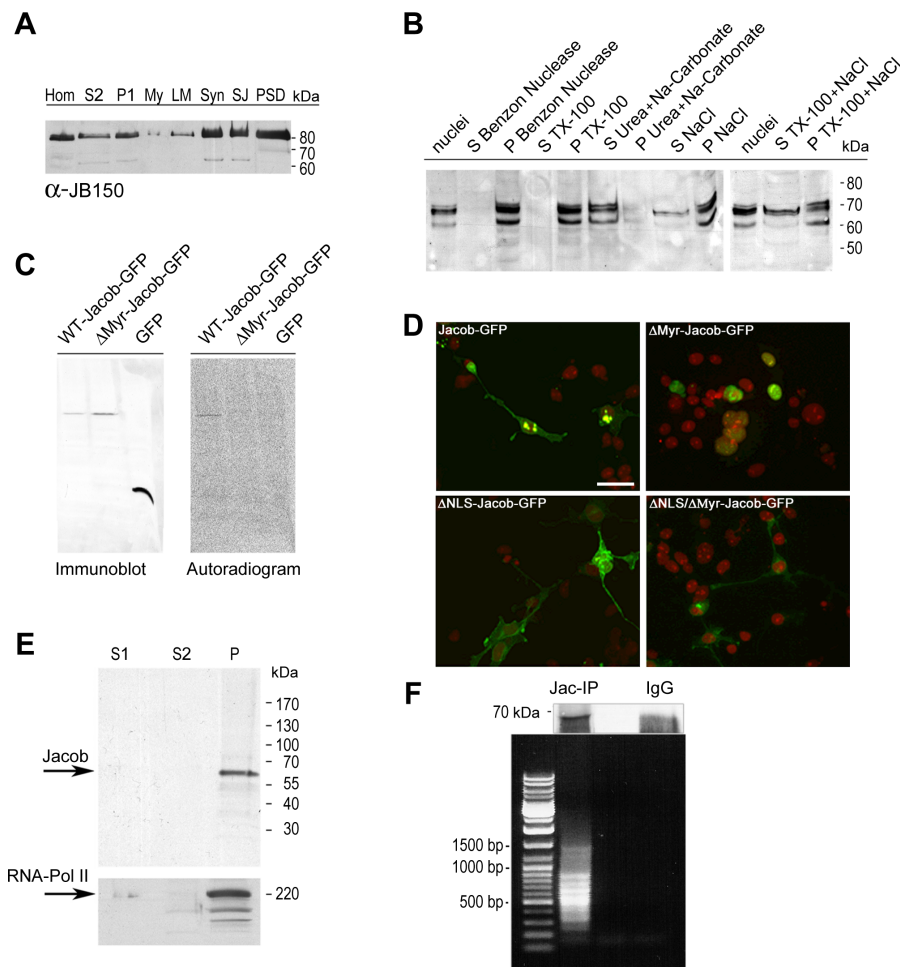 A
Hom S2 P1 My LM Syn SJ PSD kDa
80
70
60
α-JB150
B
nuclei
S Benzon Nuclease
P Benzon Nuclease
S TX-100
P TX-100
S Urea+Na-Carbonate
P Urea+Na-Carbonate
S NaCl
P NaCl
nuclei
S TX-100+NaCl
P TX-100+NaCl
kDa
80
70
60
50
C
WT-Jacob-GFP
ΔMyr-Jacob-GFP
GFP
WT-Jacob-GFP
ΔMyr-Jacob-GFP
GFP
Immunoblot Autoradiogram
D
Jacob-GFP
ΔMyr-Jacob-GFP
ΔNLS-Jacob-GFP
ΔNLS/ΔMyr-Jacob-GFP
E
S1 S2 P
kDa
170
130
100
70
55
40
30
Jacob
RNA-Pol II
220
F
Jac-IP IgG
70 kDa
1500 bp
1000 bp
500 bp